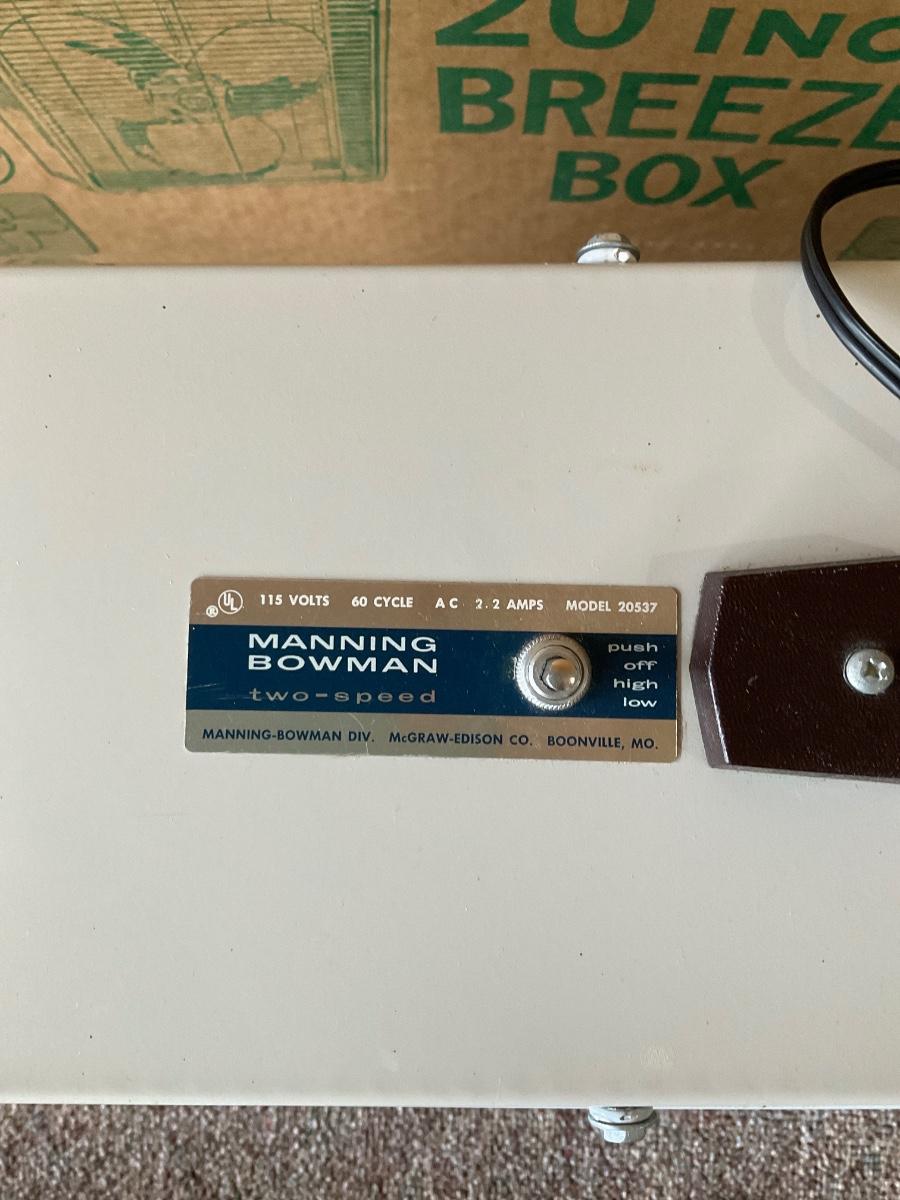 20 INC
BREEZE
BOX
® UL 115 VOLTS 60 CYCLE AC 2.2 AMPS MODEL 20537
MANNING
BOWMAN
two-speed
push
off
high
low
MANNING-BOWMAN DIV. McGRAW-EDISON CO. BOONVILLE, MO.